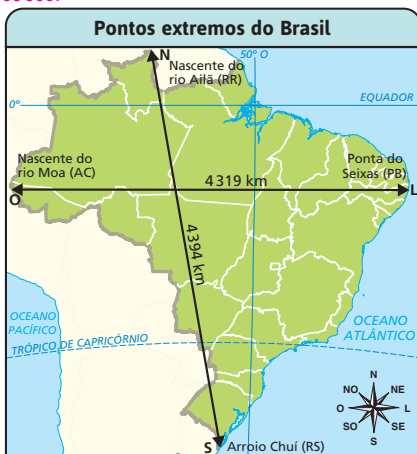 Pontos extremos do Brasil
N
Nascente do
rio Ailã (RR)
50° O
0°
EQUADOR
Nascente do
rio Moa (AC)
Ponta do
Seixas (PB)
4 319 km
O
L
4 394 km
OCEANO
PACÍFICO
OCEANO
ATLÂNTICO
TRÓPICO DE CAPRICÓRNIO
N
NO
NE
O
L
SO
SE
S
S
Arroio Chuí (RS)